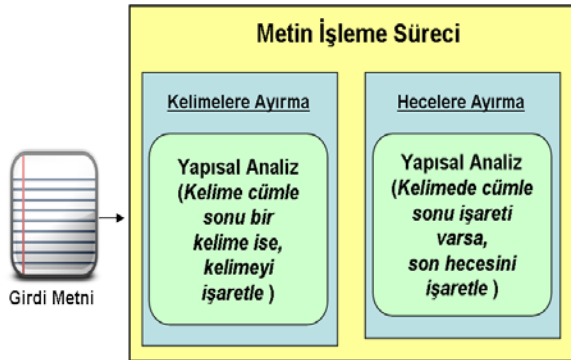 Metin İşleme Süreci
Kelimelere Ayırma
Yapısal Analiz
(Kelime cümle
sonu bir
kelime ise,
kelimeyi
işaretle )
Hecelere Ayırma
Yapısal Analiz
(Kelimede cümle
sonu işareti
varsa,
son hecesini
işaretle )
Girdi Metni